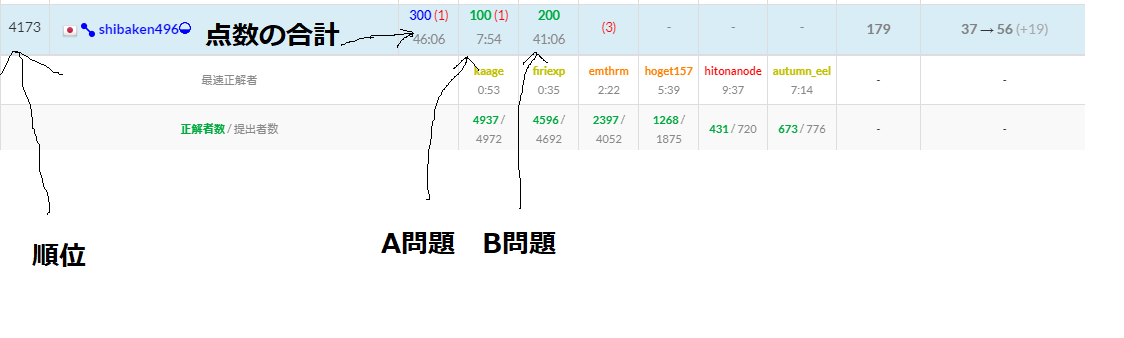 4173 shibaken496 点数の合計 300 (1) 100 (1) 200 (3) - - - 179 37 → 56 (+19)
46:06 7:54 41:06
最速正解者 kaage firiexp emthrm hoget157 hitonanode autumn_eel - -
0:53 0:35 2:22 5:39 9:37 7:14
正解者数 / 提出者数 4937 / 4596 / 2397 / 1268 / 431 / 720 673 / 776 - -
4972 4692 4052 1875
順位 A問題 B問題